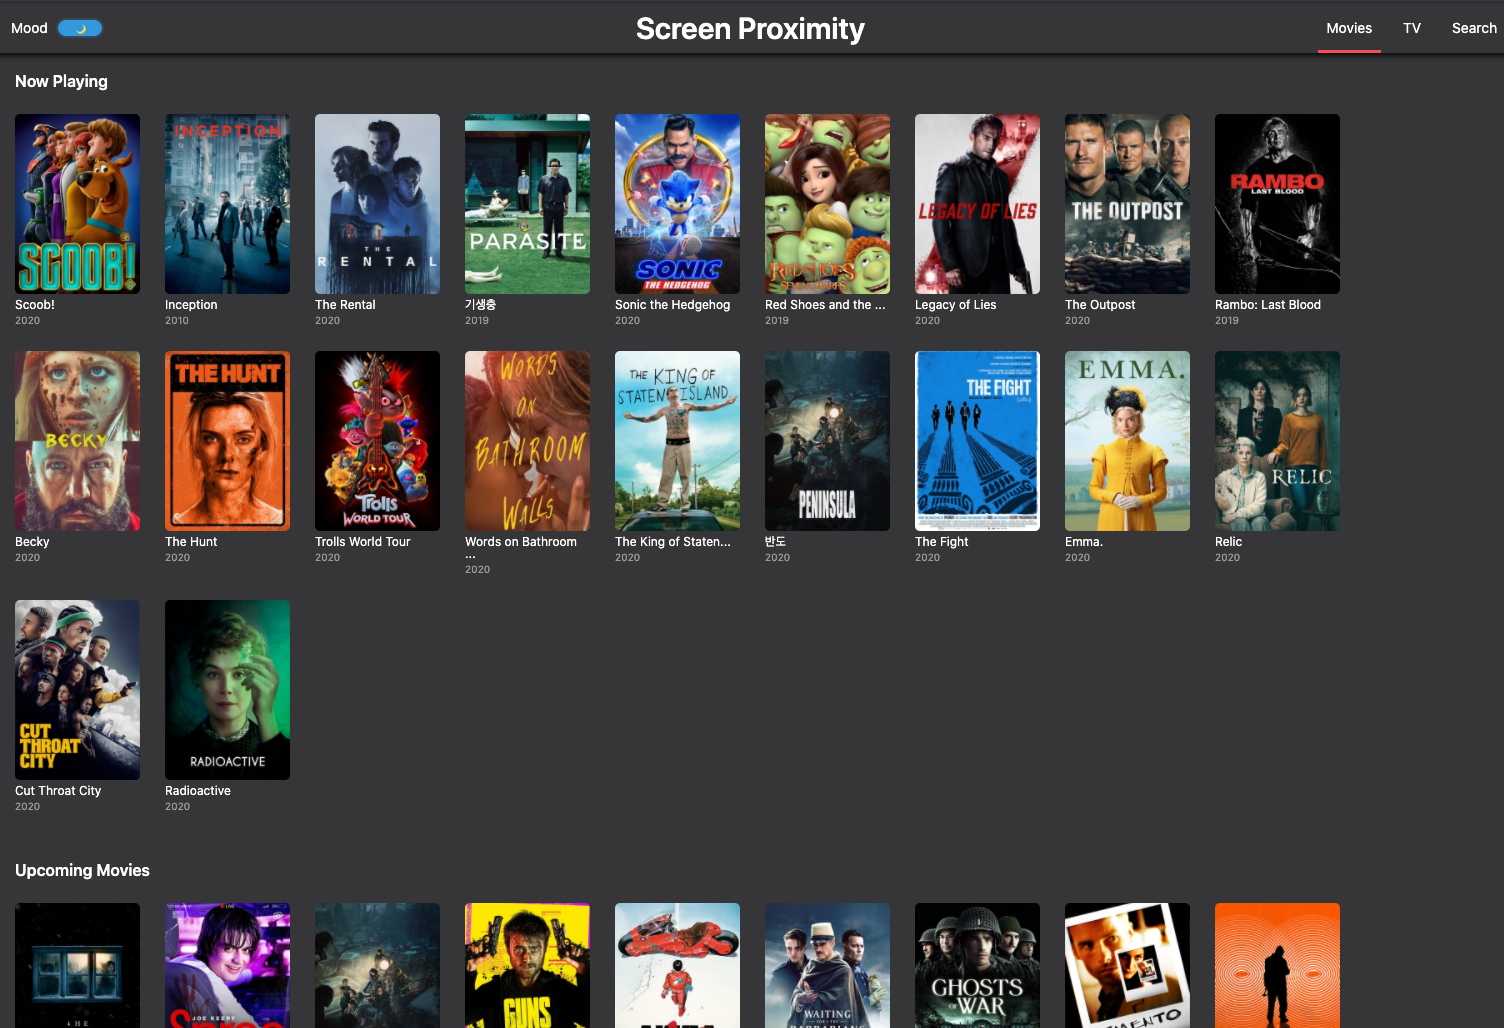 Mood
Screen Proximity
Movies
TV
Search
Now Playing
SCOOB!
INCEPTION
THE
RENTAL
PARASITE
SONIC
THE HEDGEHOG
RED SHOES
LEGACY OF LIES
THE OUTPOST
RAMBO
LAST BLOOD
Scoob!
2020
Inception
2010
The Rental
2020
기생충
2019
Sonic the Hedgehog
2020
Red Shoes and the ...
2019
Legacy of Lies
2020
The Outpost
2020
Rambo: Last Blood
2019
BECKY
THE HUNT
Trolls
WORLD TOUR
WORDS
ON
BATHROOM
WALLS
THE KING OF
STATEN ISLAND
PENINSULA
THE FIGHT
EMMA.
RELIC
Becky
2020
The Hunt
2020
Trolls World Tour
2020
Words on Bathroom
...
2020
The King of Staten...
2020
반도
2020
The Fight
2020
Emma.
2020
Relic
2020
CUT
THROAT
CITY
RADIOACTIVE
Cut Throat City
2020
Radioactive
2020
Upcoming Movies
THE
JOE KEERY
GUNS
WAITING
FOR THE
GHOSTS
OF WAR